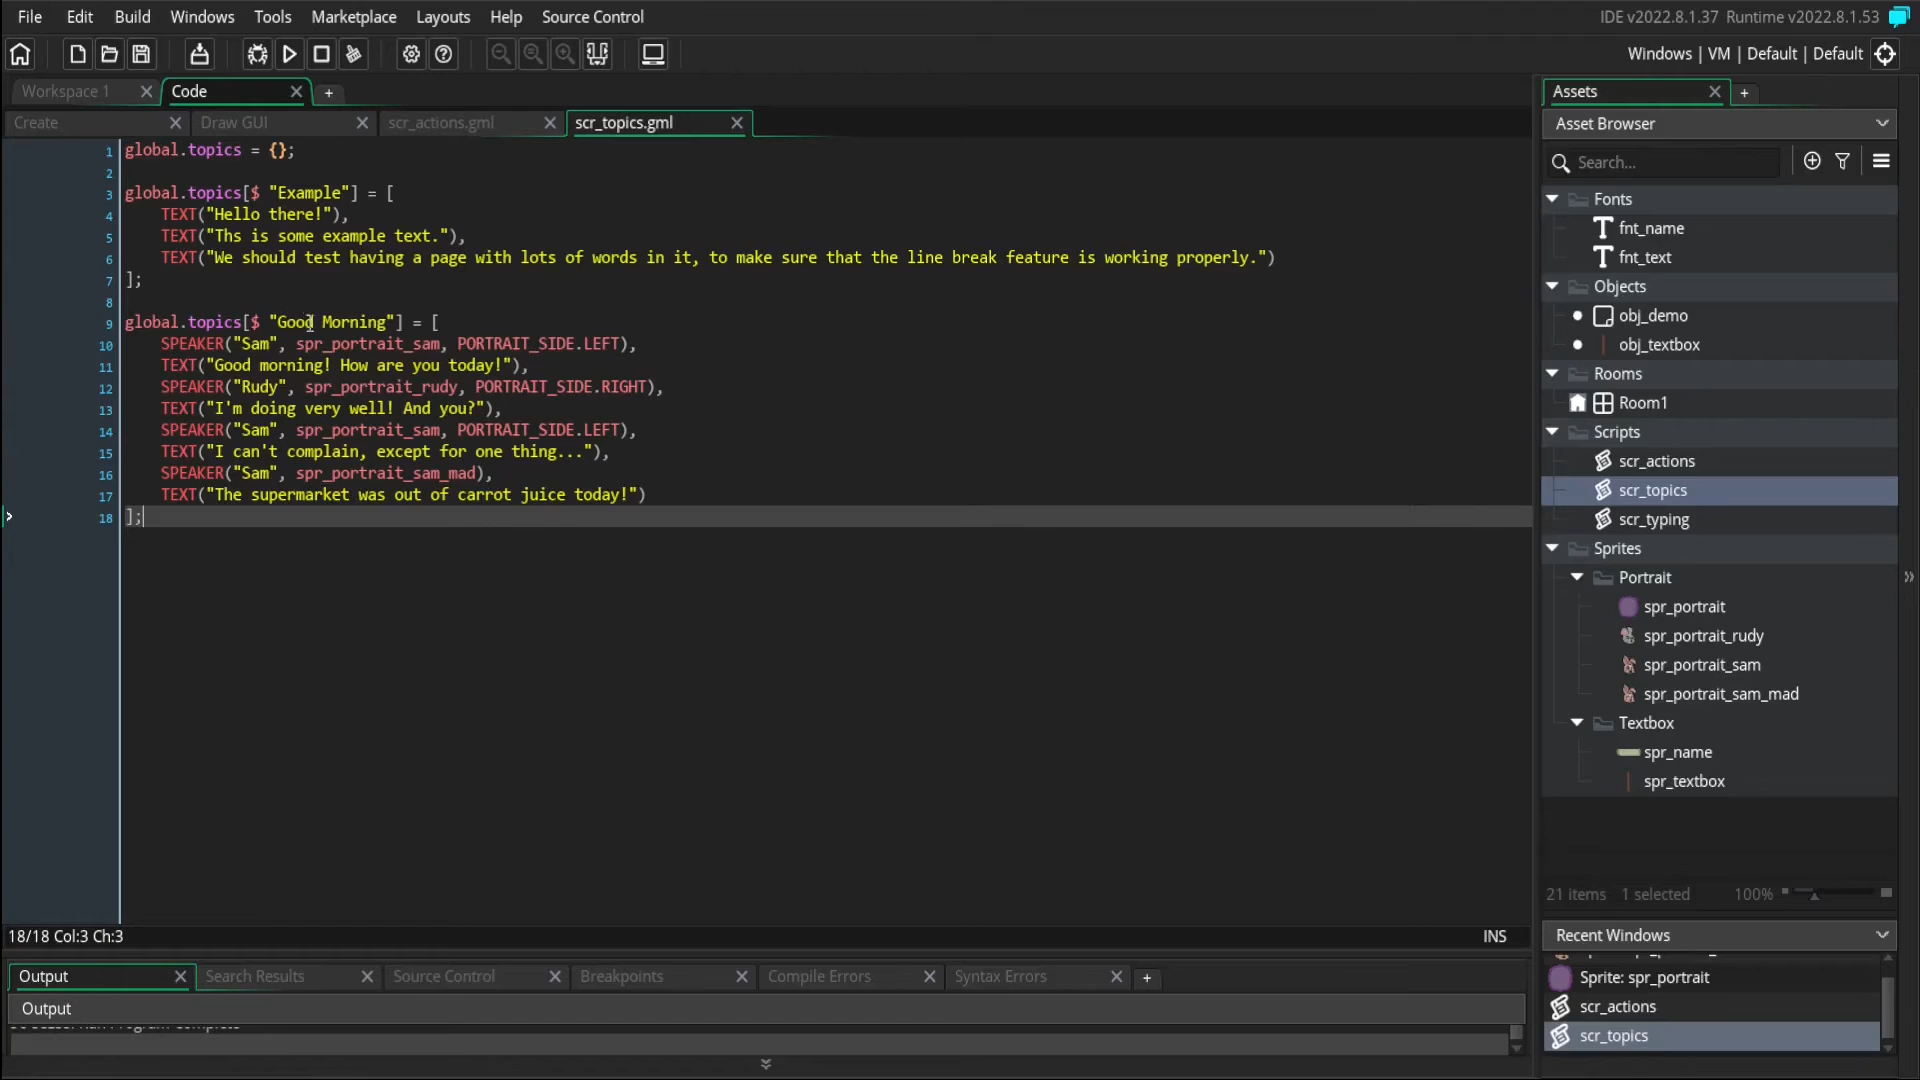 File Edit Build Windows Tools Marketplace Layouts Help Source Control IDE v2022.8.1.37 Runtime v2022.8.1.53
Windows | VM | Default | Default
Workspace 1 Code
Create Draw GUI scr_actions.gml scr_topics.gml
1 global.topics = {};
2
3 global.topics[$ "Example"] = [
4 TEXT("Hello there!"),
5 TEXT("Ths is some example text."),
6 TEXT("We should test having a page with lots of words in it, to make sure that the line break feature is working properly.")
7 ];
8
9 global.topics[$ "Good Morning"] = [
10 SPEAKER("Sam", spr_portrait_sam, PORTRAIT_SIDE.LEFT),
11 TEXT("Good morning! How are you today!"),
12 SPEAKER("Rudy", spr_portrait_rudy, PORTRAIT_SIDE.RIGHT),
13 TEXT("I'm doing very well! And you?"),
14 SPEAKER("Sam", spr_portrait_sam, PORTRAIT_SIDE.LEFT),
15 TEXT("I can't complain, except for one thing..."),
16 SPEAKER("Sam", spr_portrait_sam_mad),
17 TEXT("The supermarket was out of carrot juice today!")
18 ];
18/18 Col:3 Ch:3 INS
Output Search Results Source Control Breakpoints Compile Errors Syntax Errors
Output
Assets
Asset Browser
Search...
Fonts
fnt_name
fnt_text
Objects
obj_demo
obj_textbox
Rooms
Room1
Scripts
scr_actions
scr_topics
scr_typing
Sprites
Portrait
spr_portrait
spr_portrait_rudy
spr_portrait_sam
spr_portrait_sam_mad
Textbox
spr_name
spr_textbox
21 items 1 selected 100%
Recent Windows
Sprite: spr_portrait
scr_actions
scr_topics